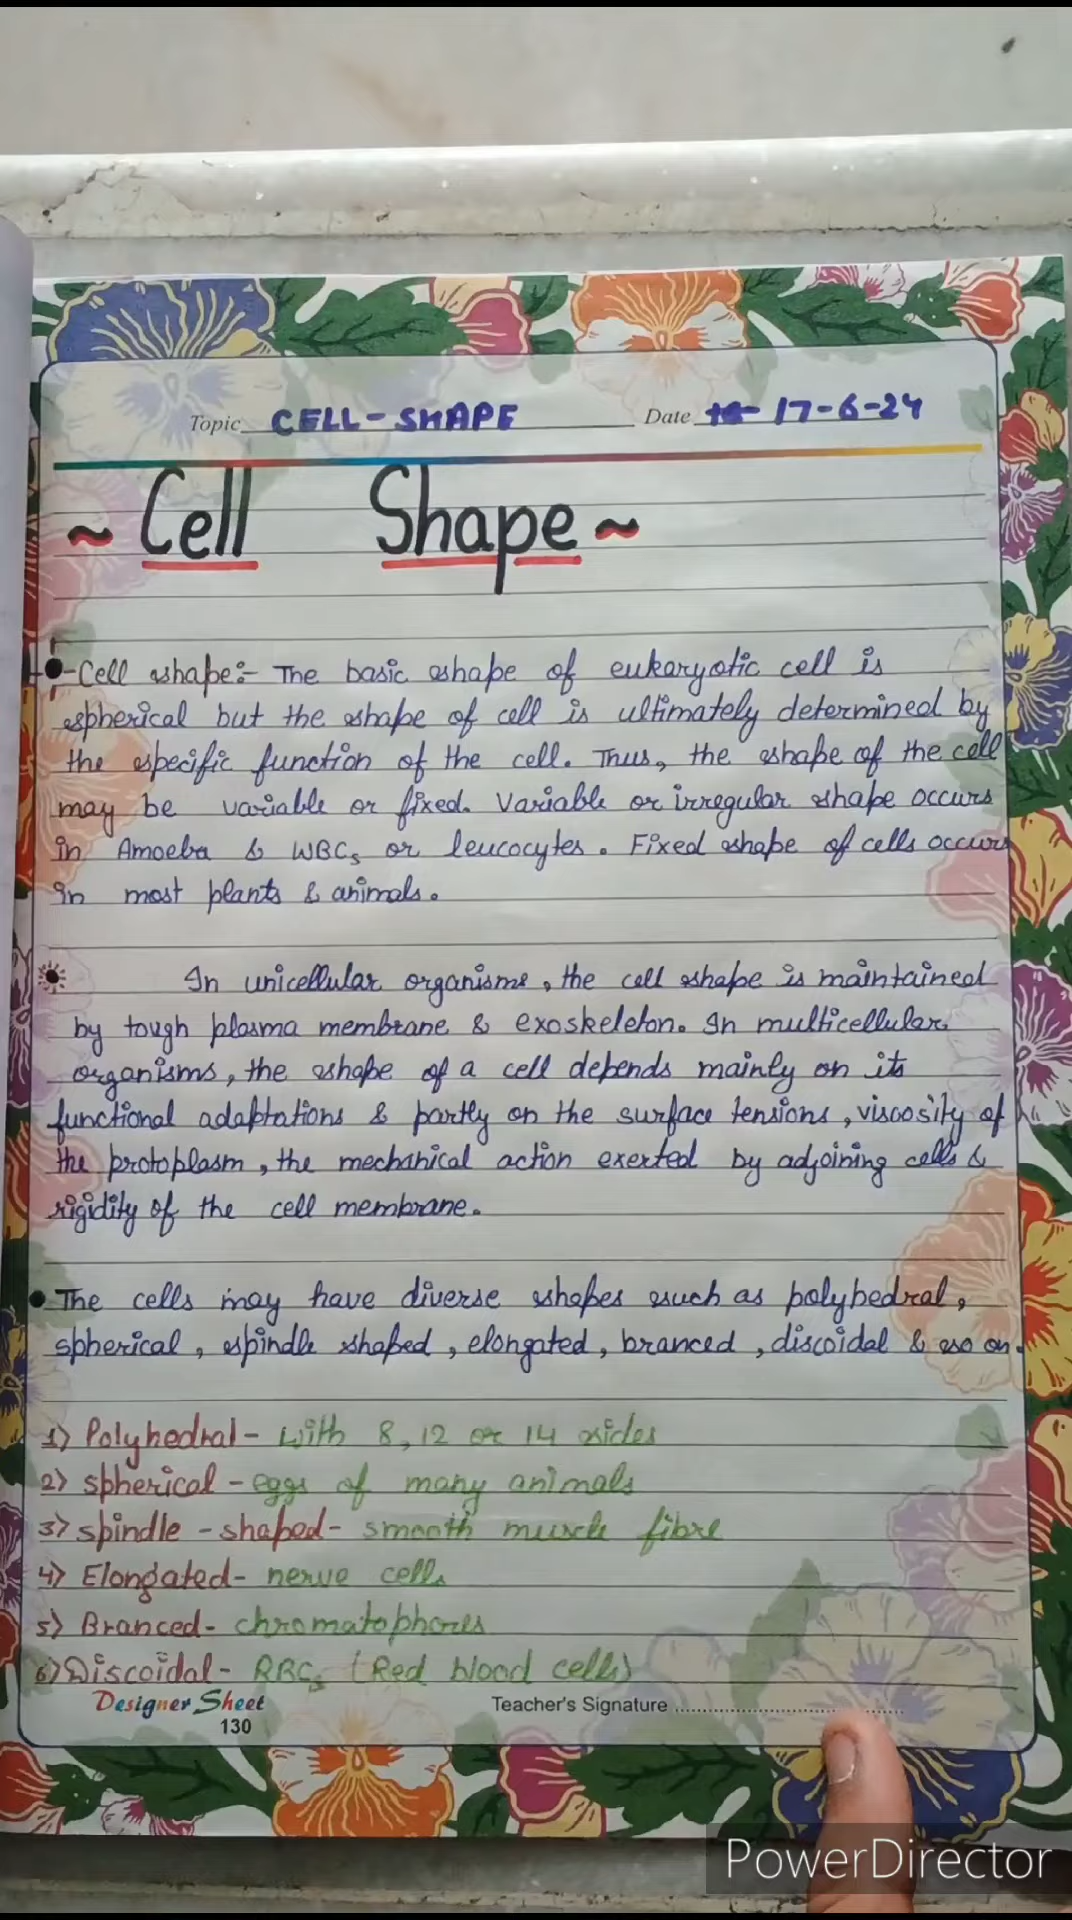 Topic CELL-SHAPE Date 17-6-24
~ Cell Shape ~
Cell shape:- The basic shape of eukaryotic cell is
spherical but the shape of cell is ultimately determined by
the specific function of the cell. Thus, the shape of the cell
may be variable or fixed. Variable or irregular shape occurs
in Amoeba & WBCs or leucocytes. Fixed shape of cells occurs
in most plants & animals.
In unicellular organisms, the cell shape is maintained
by tough plasma membrane & exoskeleton. In multicellular
organisms, the shape of a cell depends mainly on its
functional adaptations & partly on the surface tensions, viscosity of
the protoplasm, the mechanical action exerted by adjoining cells &
rigidity of the cell membrane.
The cells may have diverse shapes such as polyhedral,
spherical, spindle shaped, elongated, branced, discoidal & so on.
1) Polyhedral - with 8, 12 or 14 sides
2) spherical - eggs of many animals
3) spindle - shaped - smooth muscle fibre
4) Elongated - nerve cells
5) Branced - chromatophores
6) Discoidal - RBCs (Red blood cells)
Designer Sheet Teacher's Signature
130
PowerDirector